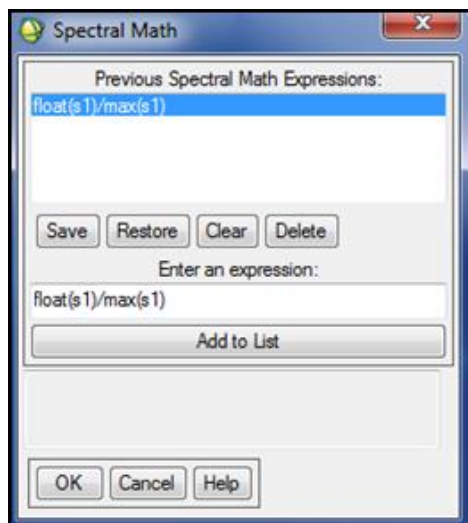 Spectral Math
Previous Spectral Math Expressions:
float(s1)/max(s1)
Save Restore Clear Delete
Enter an expression:
float(s1)/max(s1)
Add to List
OK Cancel Help